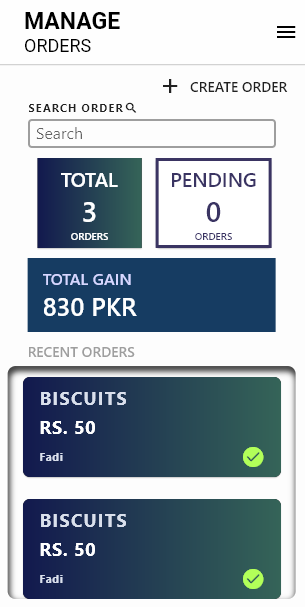 MANAGE
ORDERS
CREATE ORDER
SEARCH ORDER
Search
TOTAL
3
ORDERS
PENDING
0
ORDERS
TOTAL GAIN
830 PKR
RECENT ORDERS
BISCUITS
RS. 50
Fadi
BISCUITS
RS. 50
Fadi